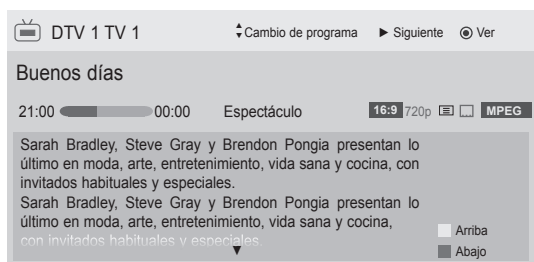 DTV 1 TV 1 Cambio de programa Siguiente Ver
Buenos días
21:00 00:00 Espectáculo 16:9 720p MPEG
Sarah Bradley, Steve Gray y Brendon Pongia presentan lo
último en moda, arte, entretenimiento, vida sana y cocina, con
invitados habituales y especiales.
Sarah Bradley, Steve Gray y Brendon Pongia presentan lo
último en moda, arte, entretenimiento, vida sana y cocina,
con invitados habituales y especiales.
Arriba
Abajo